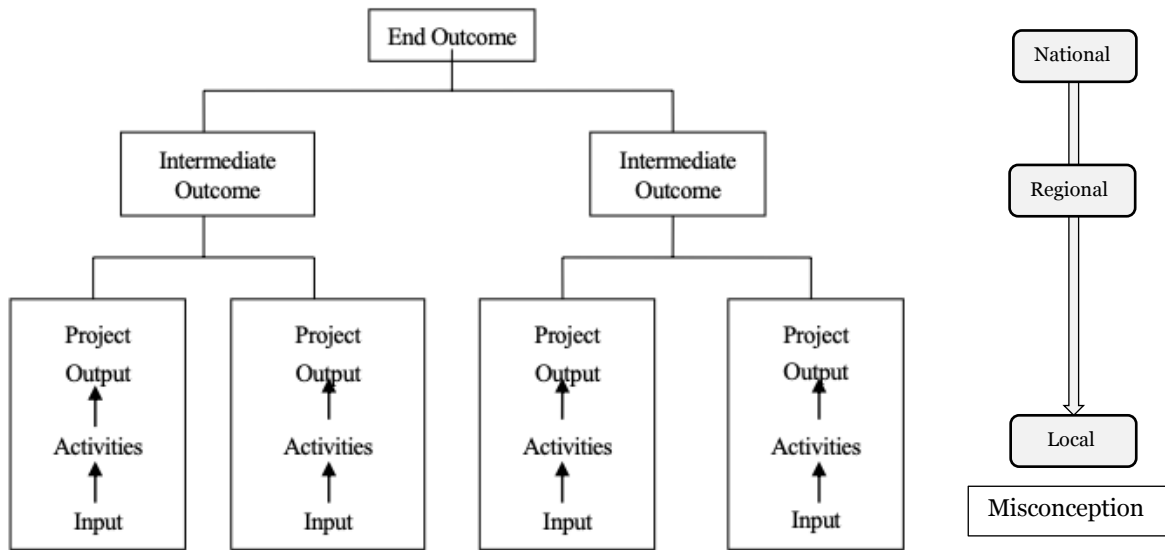 End Outcome
Intermediate
Outcome
Intermediate
Outcome
Project
Output
Activities
Input
Project
Output
Activities
Input
Project
Output
Activities
Input
Project
Output
Activities
Input
National
Regional
Local
Misconception